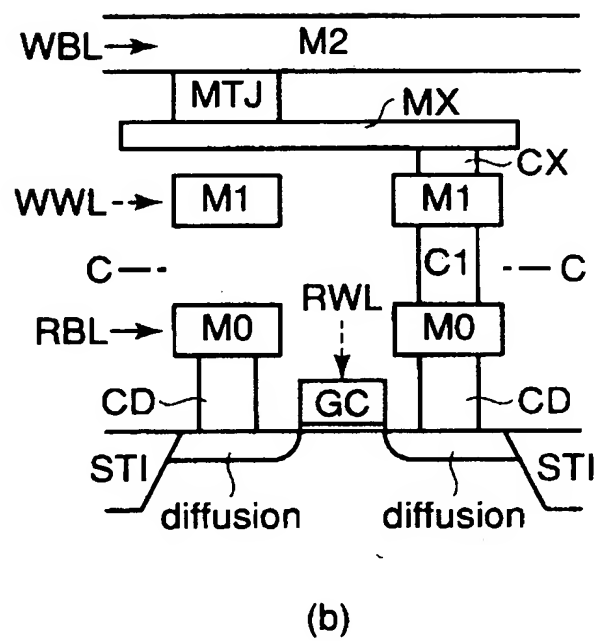 WBL M2
MTJ MX
CX
WWL M1 M1
C C1 C
RWL
RBL M0 M0
CD GC CD
STI STI
diffusion diffusion
(b)